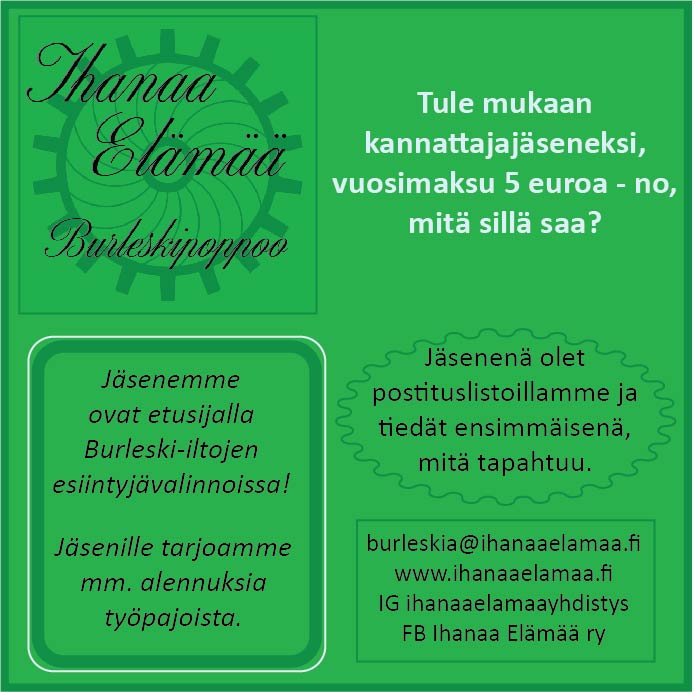 Ihanaa
Elämää
Burleskipoppoo
Tule mukaan
kannattajajäseneksi,
vuosimaksu 5 euroa - no,
mitä sillä saa?
Jäsenemme
ovat etusijalla
Burleski-iltojen
esiintyjävalinnoissa!
Jäsenille tarjoamme
mm. alennuksia
työpajoista.
Jäsenenä olet
postituslistoillamme ja
tiedät ensimmäisenä,
mitä tapahtuu.
burleskia@ihanaaelamaa.fi
www.ihanaaelamaa.fi
IG ihanaaelamaayhdistys
FB Ihanaa Elämää ry